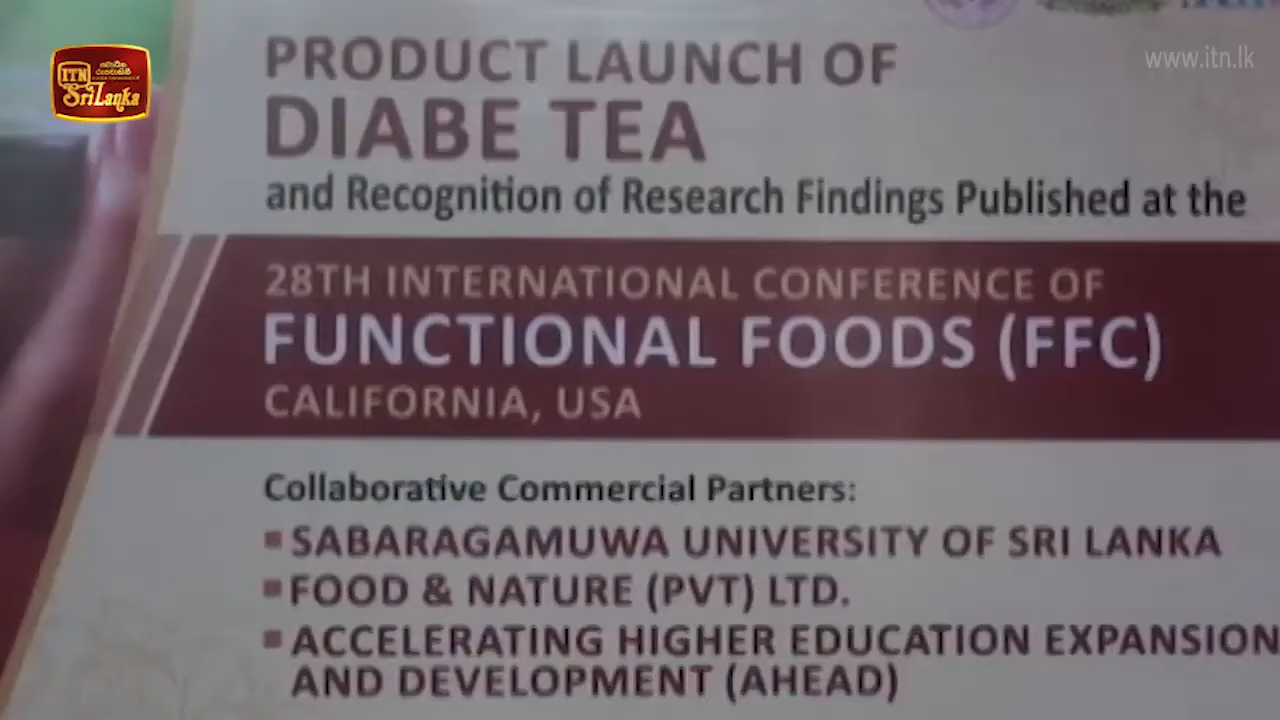 ITN
SriLanka
www.itn.lk
PRODUCT LAUNCH OF
DIABE TEA
and Recognition of Research Findings Published at the
28TH INTERNATIONAL CONFERENCE OF
FUNCTIONAL FOODS (FFC)
CALIFORNIA, USA
Collaborative Commercial Partners:
▪ SABARAGAMUWA UNIVERSITY OF SRI LANKA
▪ FOOD & NATURE (PVT) LTD.
▪ ACCELERATING HIGHER EDUCATION EXPANSION
AND DEVELOPMENT (AHEAD)